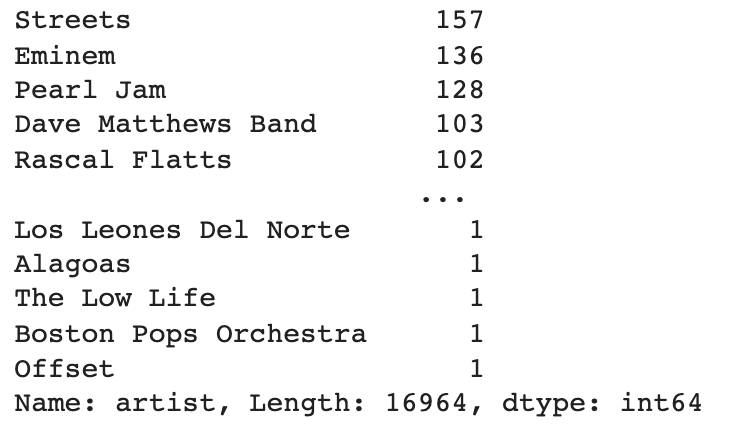 Streets 157
Eminem 136
Pearl Jam 128
Dave Matthews Band 103
Rascal Flatts 102
...
Los Leones Del Norte 1
Alagoas 1
The Low Life 1
Boston Pops Orchestra 1
Offset 1
Name: artist, Length: 16964, dtype: int64